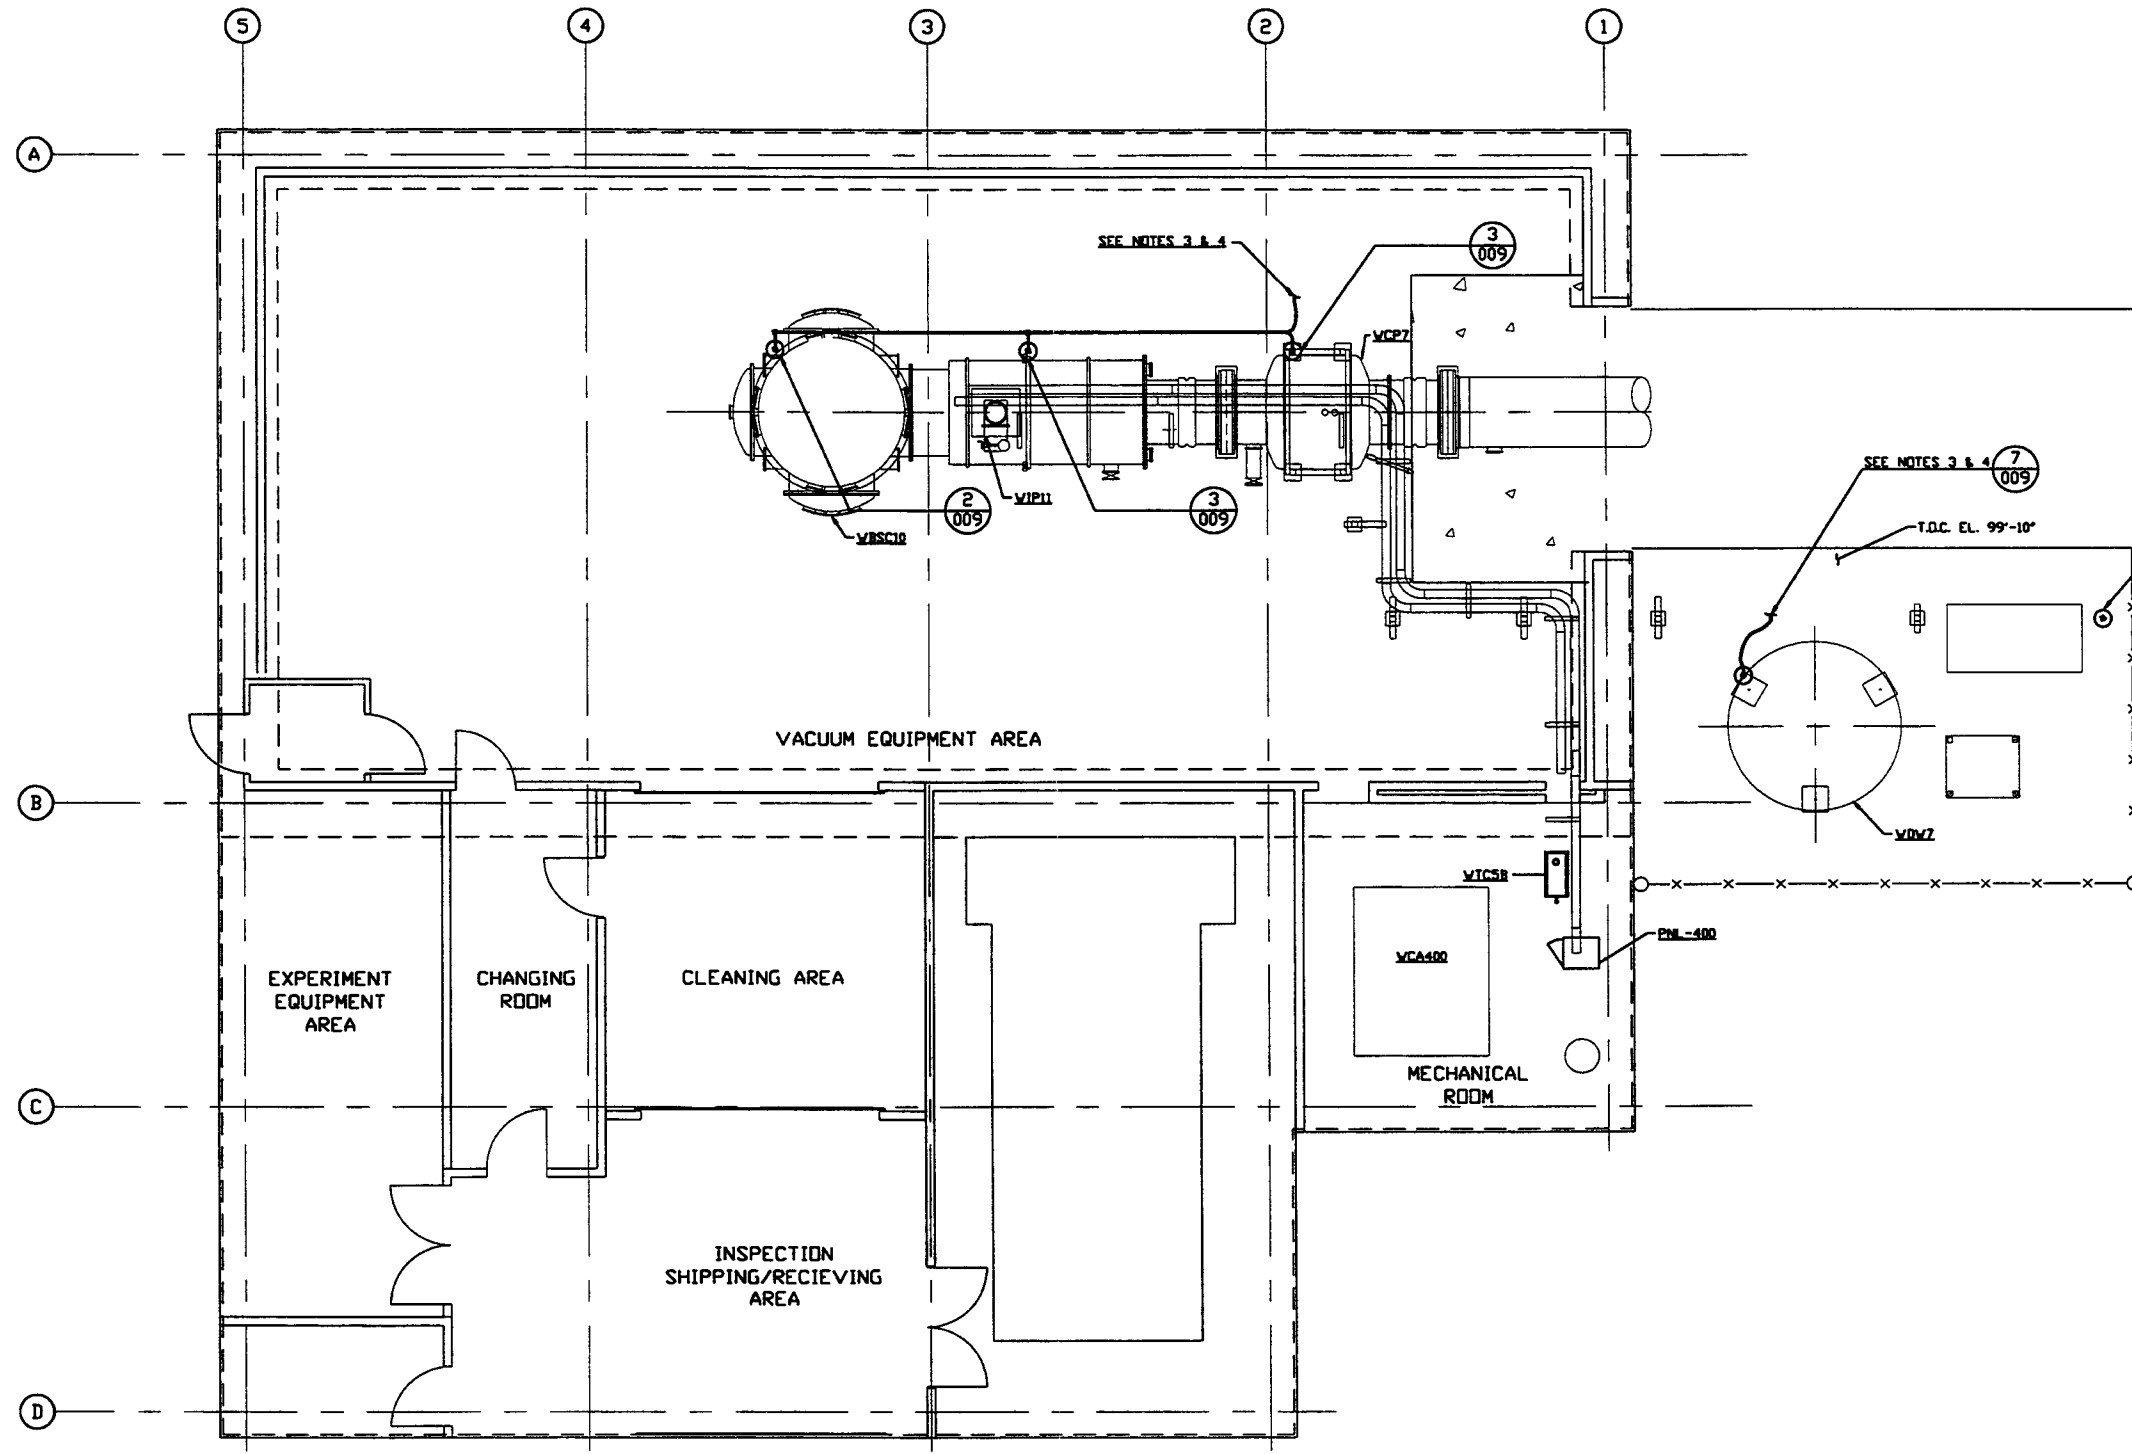 5
4
3
2
1
A
SEE NOTES 3 & 4
3
009
WCP7
SEE NOTES 3 & 4
7
009
WIP11
2
009
3
009
T.O.C. EL. 99'-10"
WBSC10
VACUUM EQUIPMENT AREA
B
WDW7
WTC5B
PNL-400
WCA400
EXPERIMENT
EQUIPMENT
AREA
CHANGING
ROOM
CLEANING AREA
MECHANICAL
ROOM
C
INSPECTION
SHIPPING/RECIEVING
AREA
D